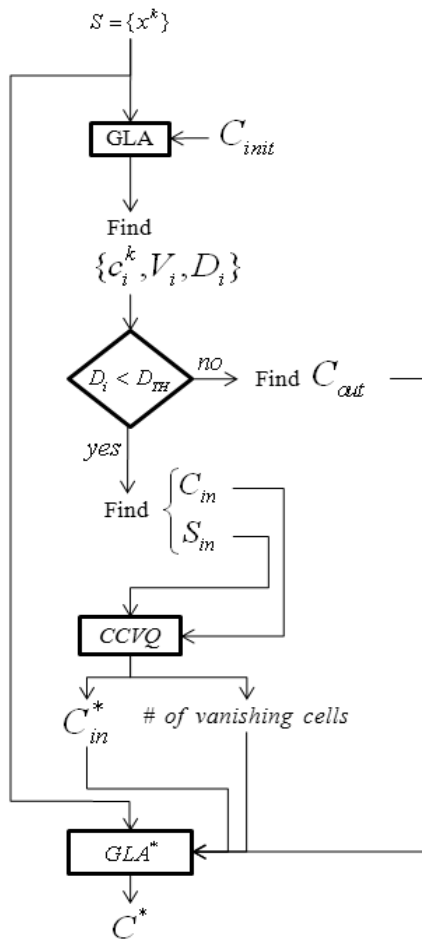 S = {x^k}
GLA
C_init
Find
{c_i^k, V_i, D_i}
D_i < D_TH
no
Find C_out
yes
Find { C_in
S_in
CCVQ
C_in^*
# of vanishing cells
GLA^*
C^*